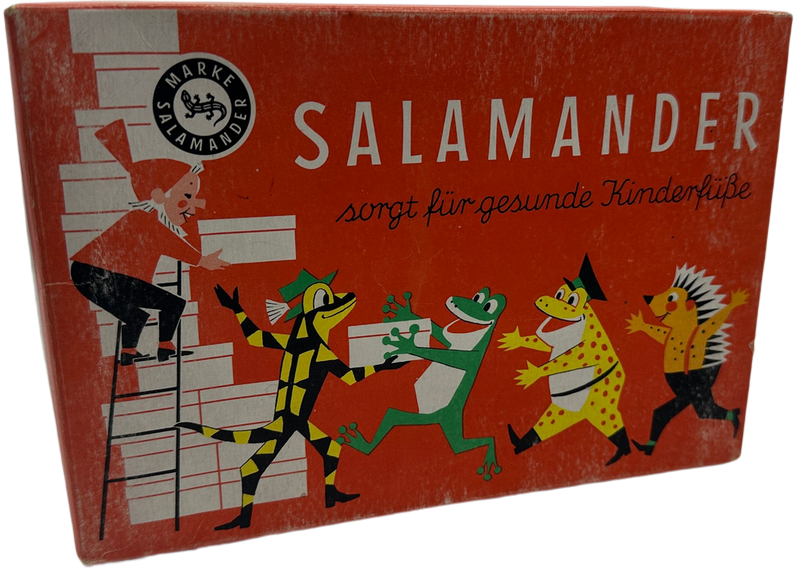 MARKE
SALAMANDER
SALAMANDER
sorgt für gesunde Kinderfüße